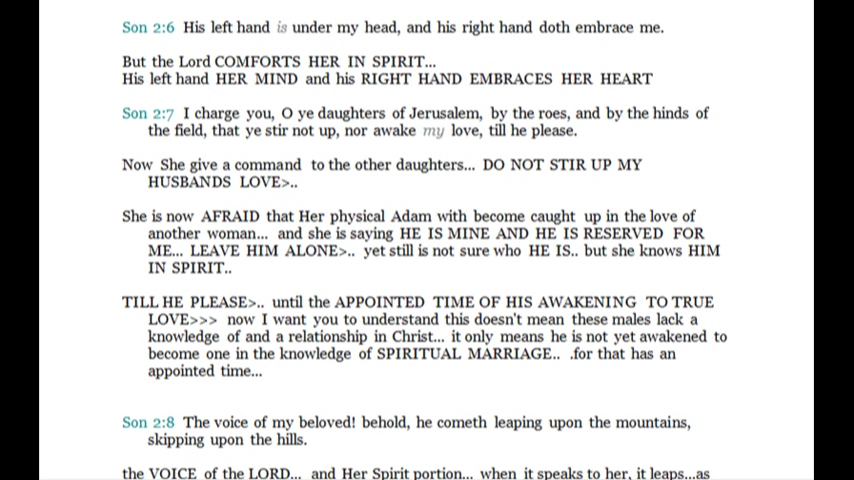 Son 2:6 His left hand is under my head, and his right hand doth embrace me.
But the Lord COMFORTS HER IN SPIRIT...
His left hand HER MIND and his RIGHT HAND EMBRACES HER HEART
Son 2:7 I charge you, O ye daughters of Jerusalem, by the roes, and by the hinds of
the field, that ye stir not up, nor awake my love, till he please.
Now She give a command to the other daughters... DO NOT STIR UP MY
HUSBANDS LOVE>..
She is now AFRAID that Her physical Adam with become caught up in the love of
another woman... and she is saying HE IS MINE AND HE IS RESERVED FOR
ME... LEAVE HIM ALONE>.. yet still is not sure who HE IS.. but she knows HIM
IN SPIRIT..
TILL HE PLEASE>.. until the APPOINTED TIME OF HIS AWAKENING TO TRUE
LOVE>>> now I want you to understand this doesn't mean these males lack a
knowledge of and a relationship in Christ... it only means he is not yet awakened to
become one in the knowledge of SPIRITUAL MARRIAGE.. .for that has an
appointed time...
Son 2:8 The voice of my beloved! behold, he cometh leaping upon the mountains,
skipping upon the hills.
the VOICE of the LORD... and Her Spirit portion... when it speaks to her, it leaps...as